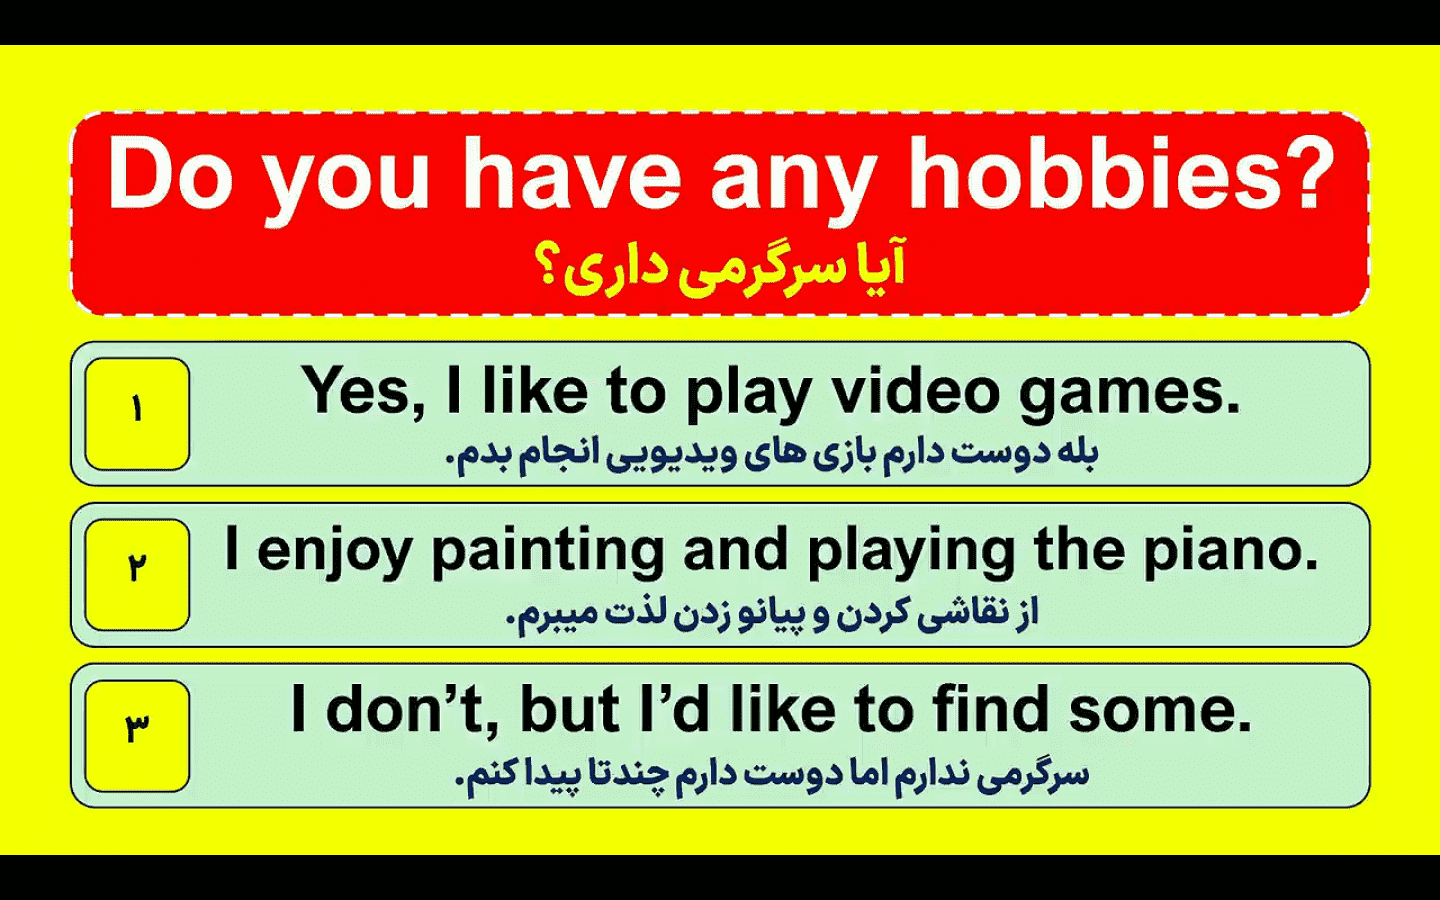 Do you have any hobbies?
آیا سرگرمی داری؟
۱
Yes, I like to play video games.
بله دوست دارم بازی های ویدیویی انجام بدم.
۲
I enjoy painting and playing the piano.
از نقاشی کردن و پیانو زدن لذت میبرم.
۳
I don’t, but I’d like to find some.
سرگرمی ندارم اما دوست دارم چندتا پیدا کنم.